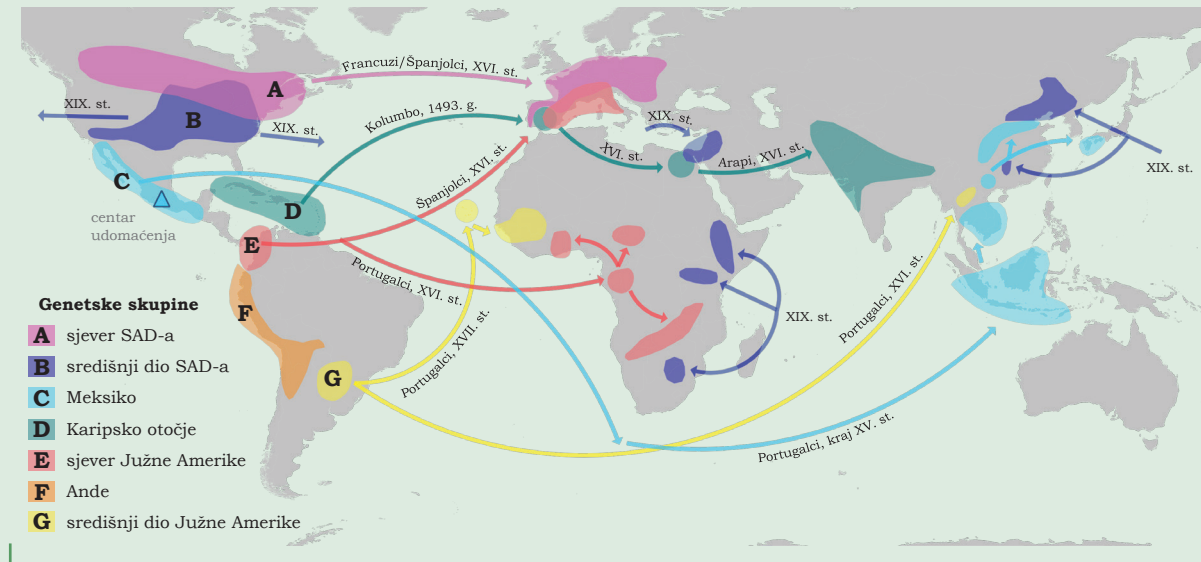 Francuzi/Španjolci, XVI. st.
A
XIX. st.
B
XIX. st.
Kolumbo, 1493. g.
XIX. st.
XVI. st.
Arapi, XVI. st.
XIX. st.
C
Španjolci, XVI. st.
D
centar
udomaćenja
E
Portugalci, XVI. st.
F
Portugalci, XVII. st.
XIX. st.
Portugalci, XVI. st.
G
Portugalci, kraj XV. st.
Genetske skupine
A sjever SAD-a
B središnji dio SAD-a
C Meksiko
D Karipsko otočje
E sjever Južne Amerike
F Ande
G središnji dio Južne Amerike